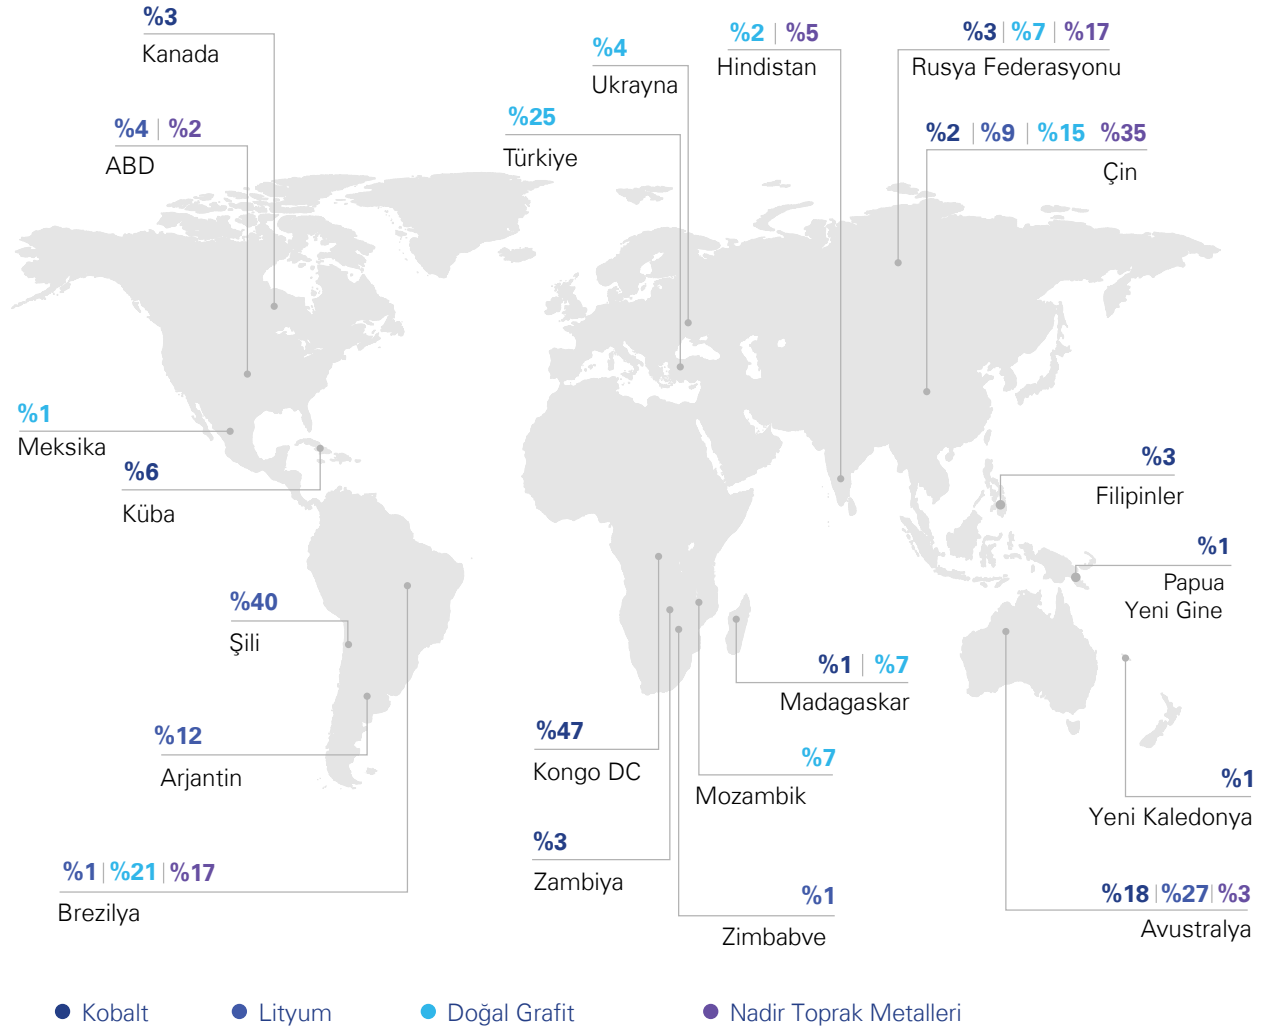 %3
Kanada
%4 | %2
ABD
%4
Ukrayna
%25
Türkiye
%2 | %5
Hindistan
%3 | %7 | %17
Rusya Federasyonu
%2 | %9 | %15 %35
Çin
%1
Meksika
%6
Küba
%40
Şili
%12
Arjantin
%1 | %21 | %17
Brezilya
%47
Kongo DC
%3
Zambiya
%1
Zimbabve
%7
Mozambik
%1 | %7
Madagaskar
%3
Filipinler
%1
Papua
Yeni Gine
%1
Yeni Kaledonya
%18 | %27 | %3
Avustralya
Kobalt
Lityum
Doğal Grafit
Nadir Toprak Metalleri